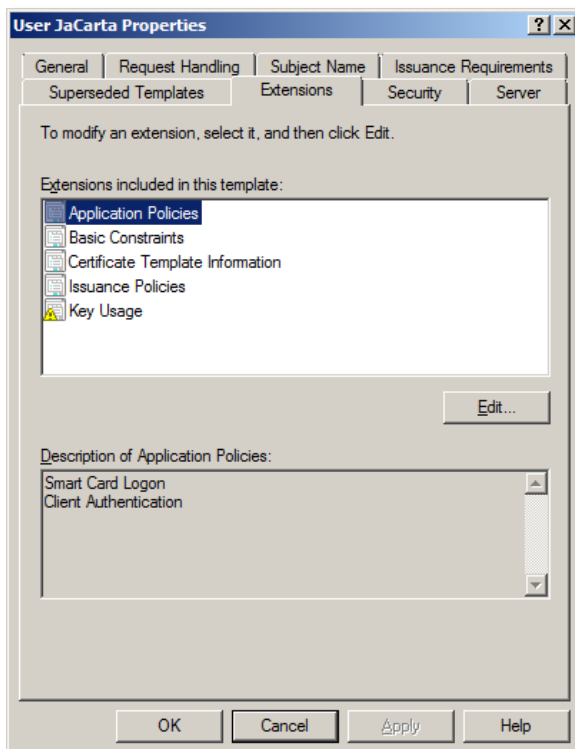 User JaCarta Properties
General Request Handling Subject Name Issuance Requirements
Superseded Templates Extensions Security Server
To modify an extension, select it, and then click Edit.
Extensions included in this template:
Application Policies
Basic Constraints
Certificate Template Information
Issuance Policies
Key Usage
Edit...
Description of Application Policies:
Smart Card Logon
Client Authentication
OK Cancel Apply Help